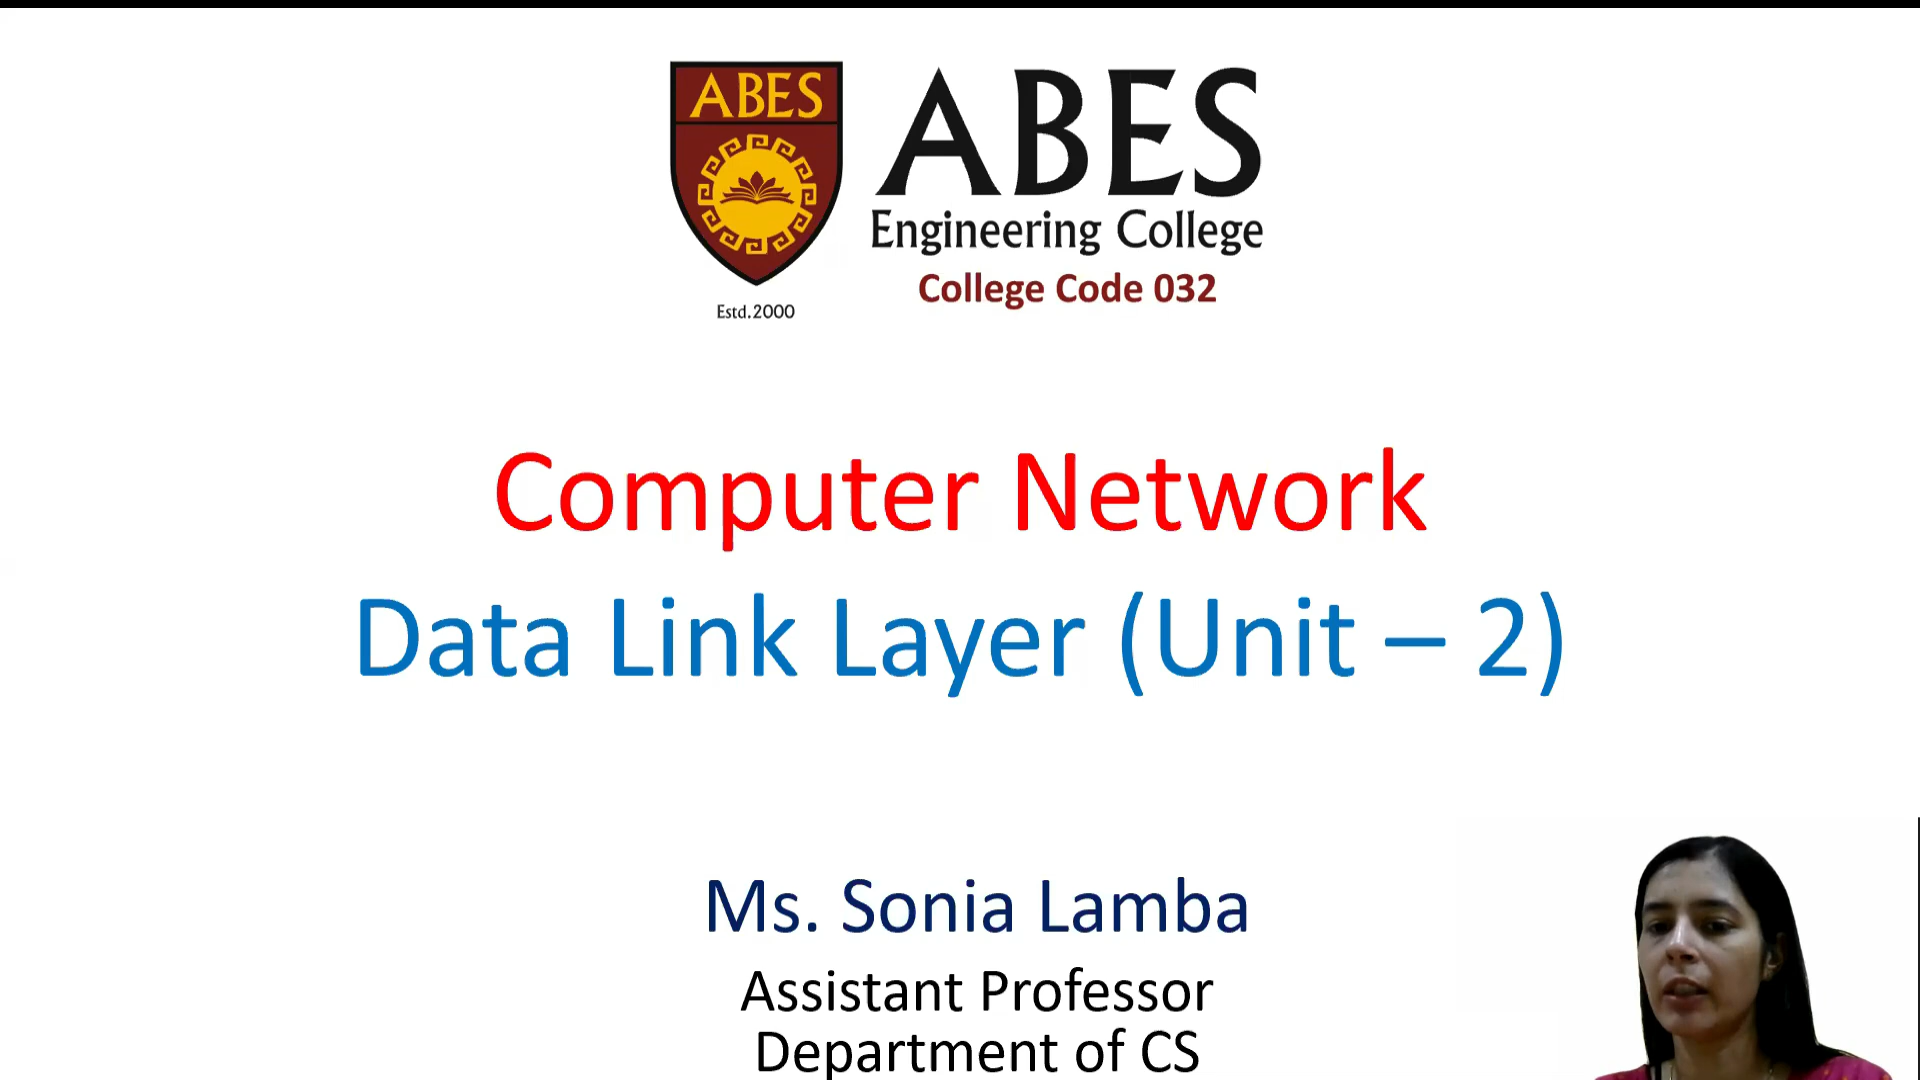 ABES
ABES
Engineering College
College Code 032
Estd.2000
Computer Network
Data Link Layer (Unit – 2)
Ms. Sonia Lamba
Assistant Professor
Department of CS